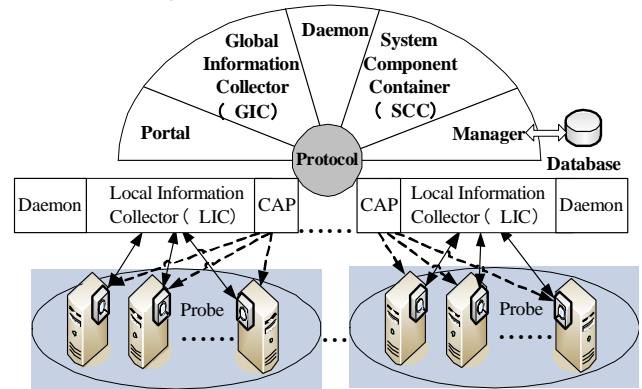 Daemon
Global
Information
Collector
( GIC)
System
Component
Container
( SCC)
Portal
Manager
Protocol
Database
Daemon
Local Information
Collector( LIC)
CAP
......
CAP
Local Information
Collector( LIC)
Daemon
Probe
......
......
Probe
......